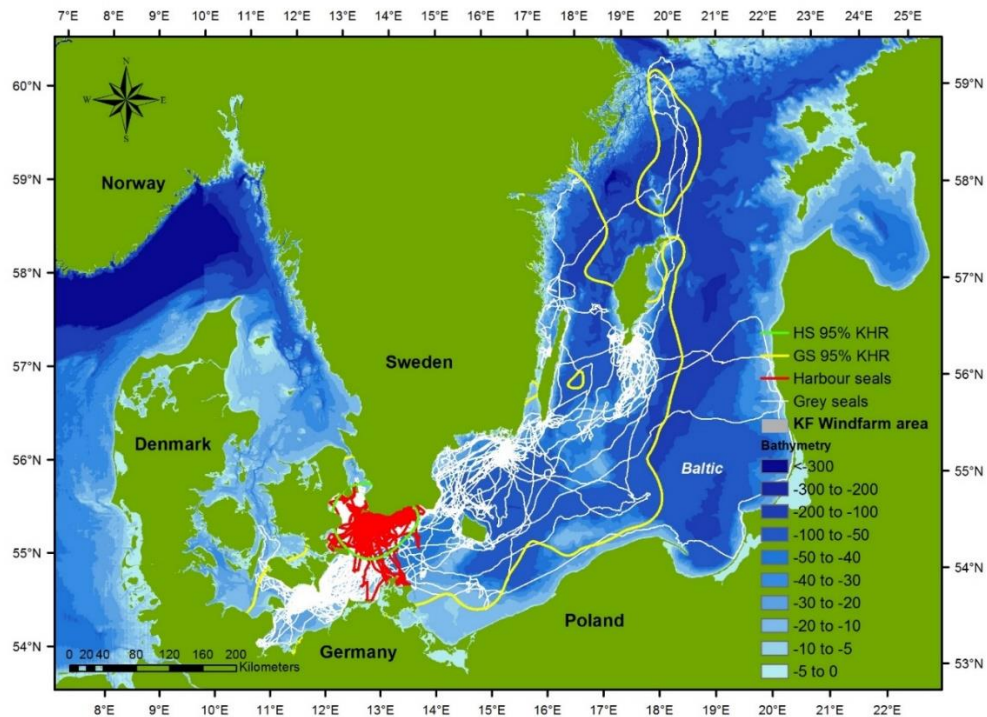 7°E 8°E 9°E 10°E 11°E 12°E 13°E 14°E 15°E 16°E 17°E 18°E 19°E 20°E 21°E 22°E 23°E 24°E 25°E
N
W E
S
60°N
59°N
59°N
Norway
58°N
58°N
57°N
57°N
HS 95% KHR
GS 95% KHR
Sweden
Harbour seals
56°N
Grey seals
KF Windfarm area
Denmark
Bathymetry
56°N
Baltic
<-300
55°N
-300 to -200
-200 to -100
-100 to -50
55°N
-50 to -40
54°N
-40 to -30
-30 to -20
Poland
-20 to -10
54°N
Germany
-10 to -5
0 20 40 80 120 160 200
Kilometers
-5 to 0
53°N
8°E 9°E 10°E 11°E 12°E 13°E 14°E 15°E 16°E 17°E 18°E 19°E 20°E 21°E 22°E